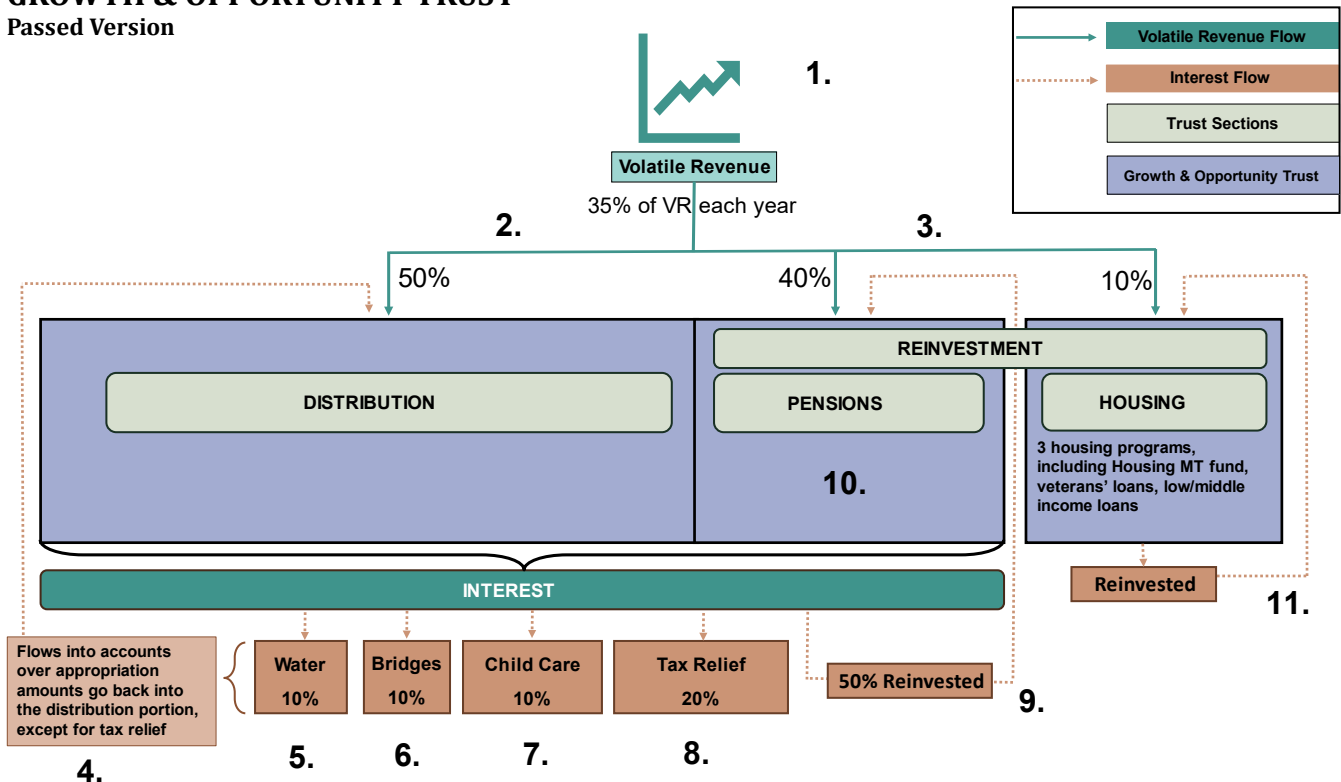 GROWTH & OPPORTUNITY TRUST
Passed Version
Volatile Revenue Flow
Interest Flow
Trust Sections
Growth & Opportunity Trust
1.
Volatile Revenue
35% of VR each year
2.
3.
50%
40%
10%
REINVESTMENT
DISTRIBUTION
PENSIONS
HOUSING
3 housing programs,
including Housing MT fund,
veterans' loans, low/middle
income loans
10.
INTEREST
Reinvested
11.
Flows into accounts
over appropriation
amounts go back into
the distribution portion,
except for tax relief
Water
10%
Bridges
10%
Child Care
10%
Tax Relief
20%
50% Reinvested
9.
4.
5.
6.
7.
8.